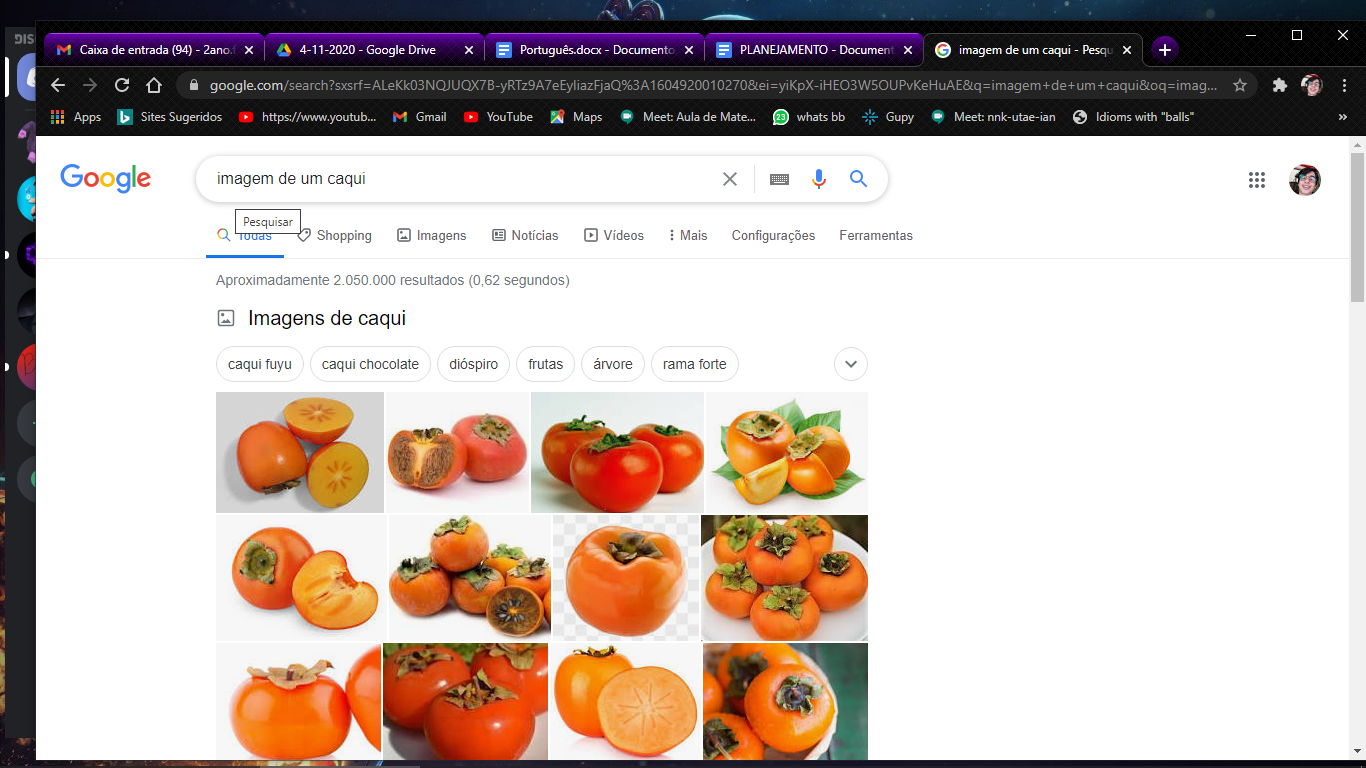 DIS
Caixa de entrada (94) - 2ano.f
4-11-2020 - Google Drive
Português.docx - Documento
PLANEJAMENTO - Document
imagem de um caqui - Pesqu
google.com/search?sxsrf=ALeKk03NQJUQX7B-yRTz9A7eEyliazFjaQ%3A1604920010270&ei=yiKpX-iHEO3W5OUPvKeHuAE&q=imagem+de+um+caqui&oq=imag...
Apps
Sites Sugeridos
https://www.youtub...
Gmail
YouTube
Maps
Meet: Aula de Mate...
23
whats bb
Gupy
Meet: nnk-utae-ian
Idioms with "balls"
»
Google
imagem de um caqui
Pesquisar
Todas
Shopping
Imagens
Notícias
Vídeos
Mais
Configurações
Ferramentas
Aproximadamente 2.050.000 resultados (0,62 segundos)
Imagens de caqui
caqui fuyu
caqui chocolate
dióspiro
frutas
árvore
rama forte